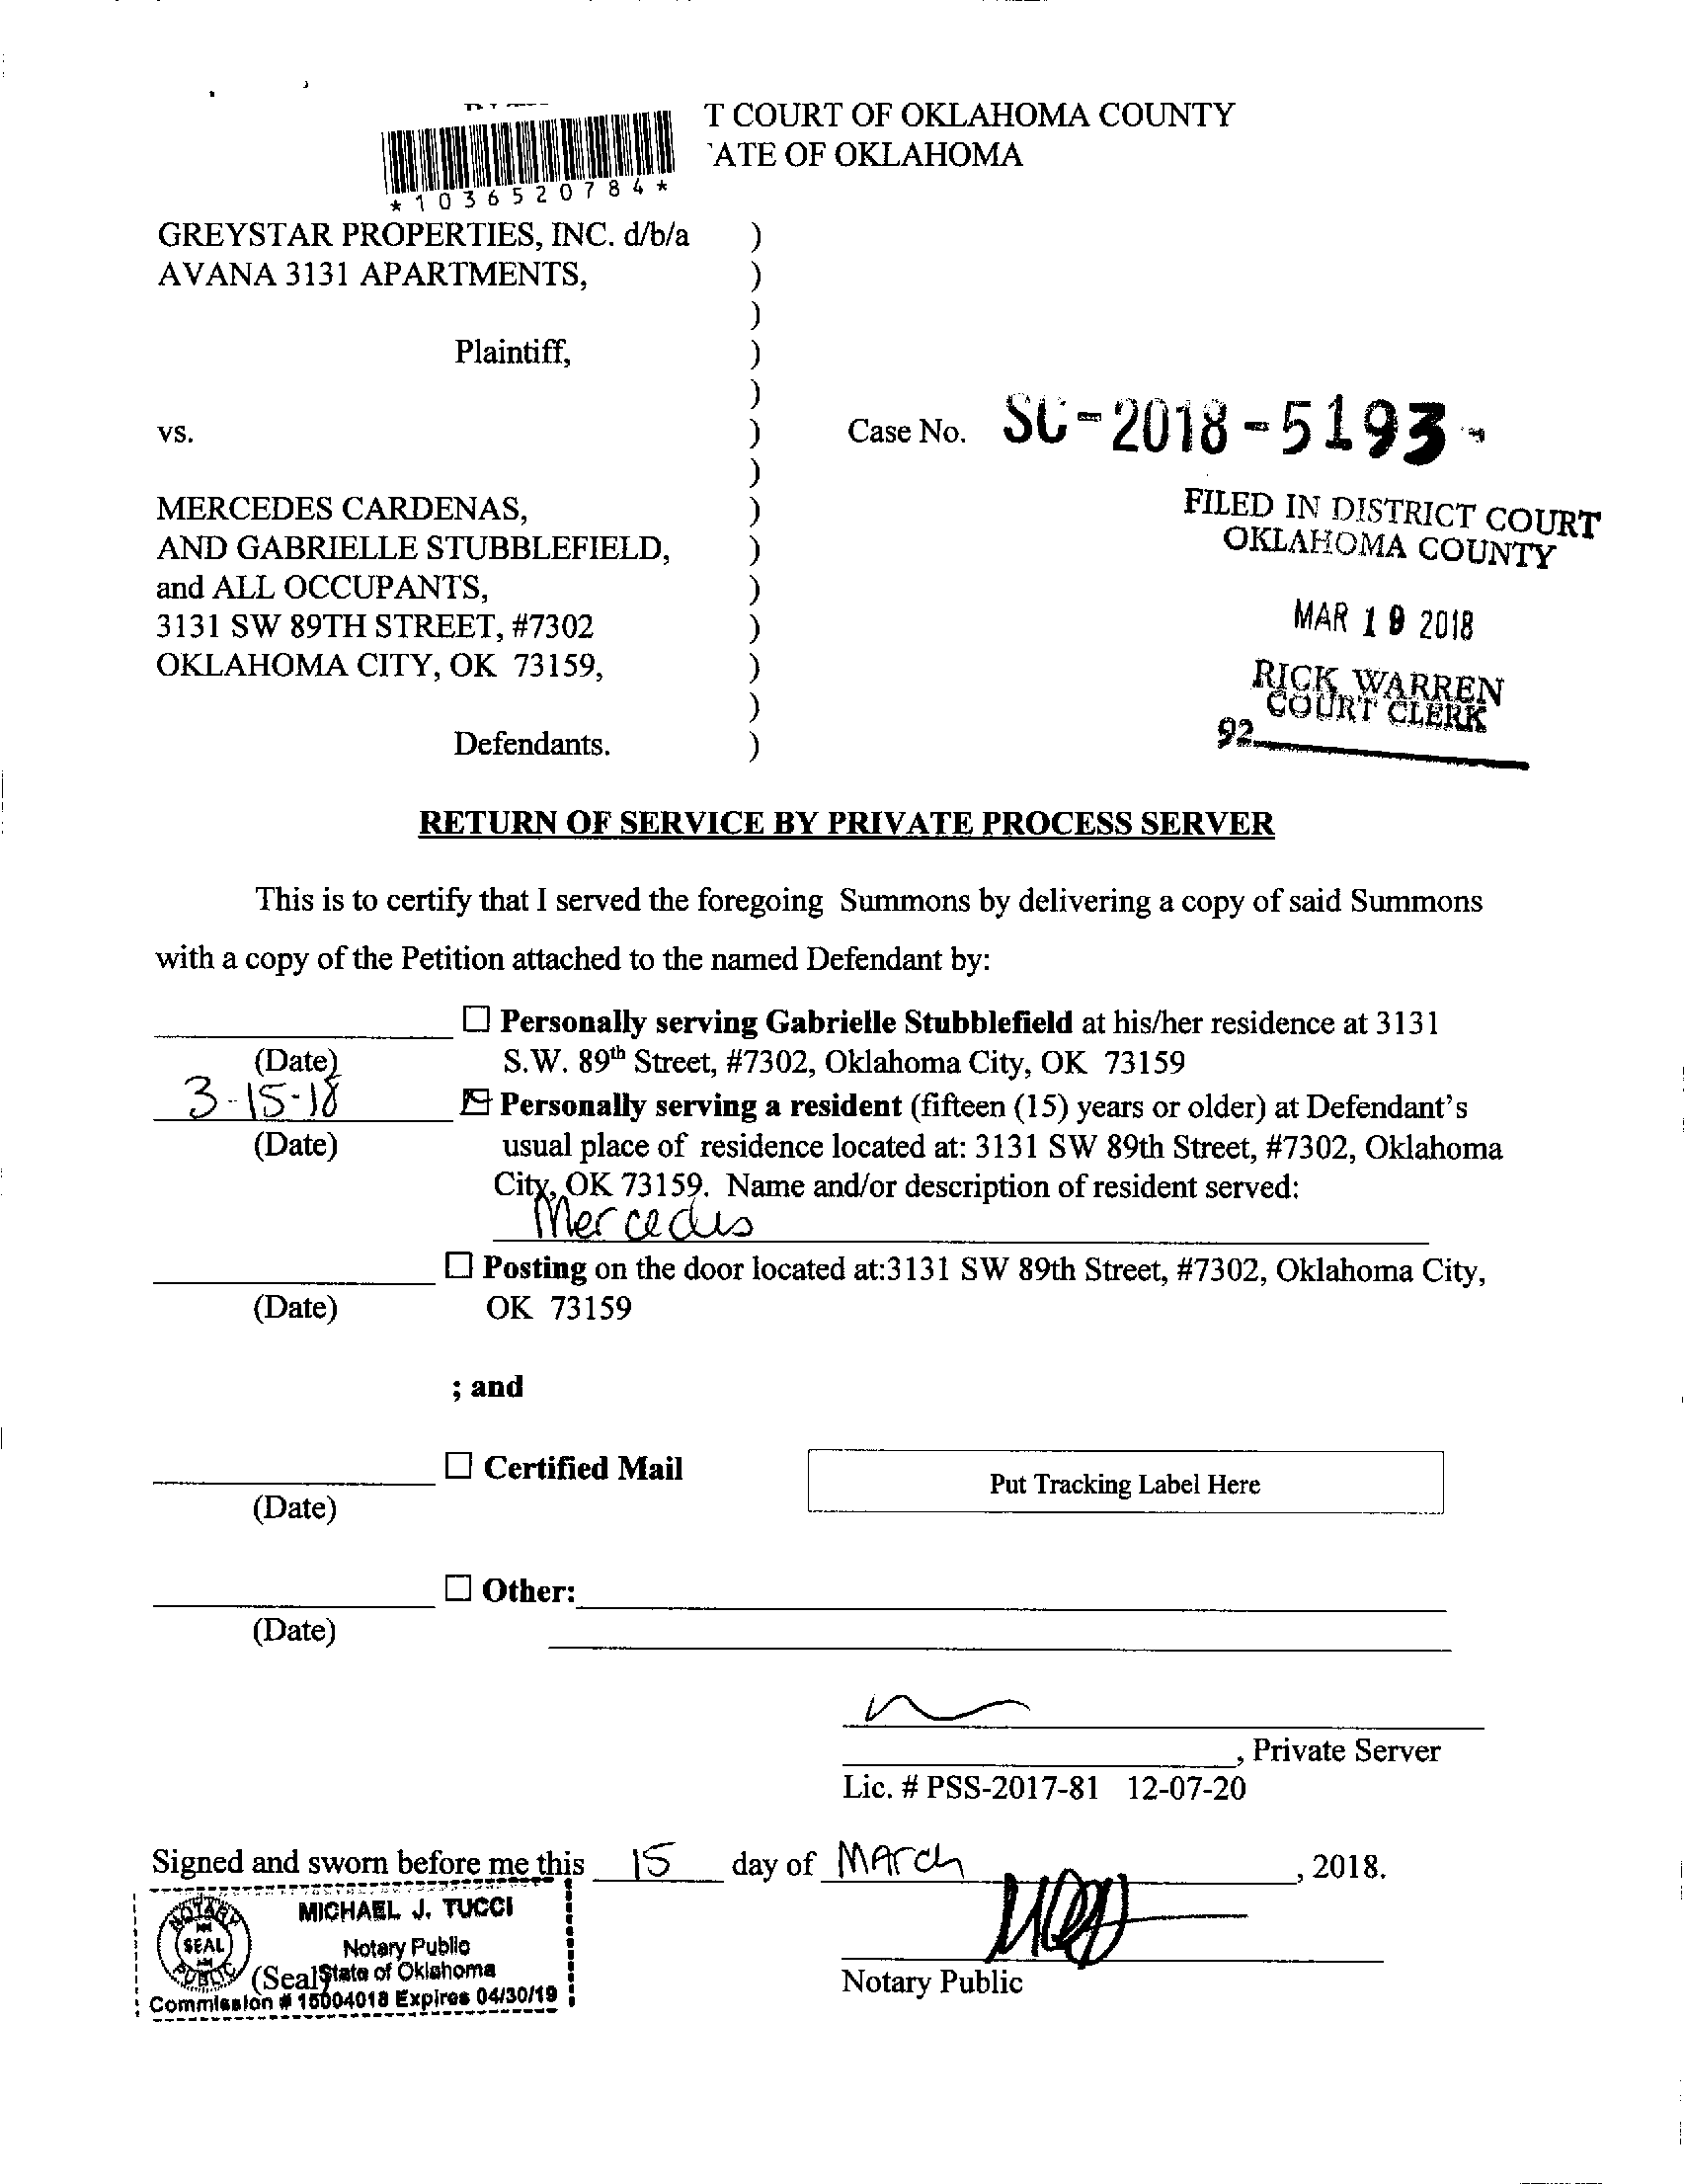 T COURT OF OKLAHOMA COUNTY
ATE OF OKLAHOMA
*1036520784*
GREYSTAR PROPERTIES, INC. d/b/a )
AVANA 3131 APARTMENTS, )
)
Plaintiff, )
)
vs. ) Case No. SC-2018-5193-
)
MERCEDES CARDENAS, )
AND GABRIELLE STUBBLEFIELD, )
and ALL OCCUPANTS, )
3131 SW 89TH STREET, #7302 )
OKLAHOMA CITY, OK 73159, )
)
Defendants. )
FILED IN DISTRICT COURT
OKLAHOMA COUNTY
MAR 19 2018
RICK WARREN
COURT CLERK
92
RETURN OF SERVICE BY PRIVATE PROCESS SERVER
This is to certify that I served the foregoing Summons by delivering a copy of said Summons
with a copy of the Petition attached to the named Defendant by:
☐ Personally serving Gabrielle Stubblefield at his/her residence at 3131
(Date) S.W. 89th Street, #7302, Oklahoma City, OK 73159
3-15-18 ☒ Personally serving a resident (fifteen (15) years or older) at Defendant's
(Date) usual place of residence located at: 3131 SW 89th Street, #7302, Oklahoma
City, OK 73159. Name and/or description of resident served:
Mercedes
☐ Posting on the door located at:3131 SW 89th Street, #7302, Oklahoma City,
(Date) OK 73159
; and
☐ Certified Mail Put Tracking Label Here
(Date)
☐ Other:
(Date)
, Private Server
Lic. # PSS-2017-81 12-07-20
Signed and sworn before me this 15 day of March, 2018.
MICHAEL J. TUCCI
NOTARY
SEAL
PUBLIC
Notary Public
(Seal State of Oklahoma
Commission # 15004018 Expires 04/30/19
Notary Public